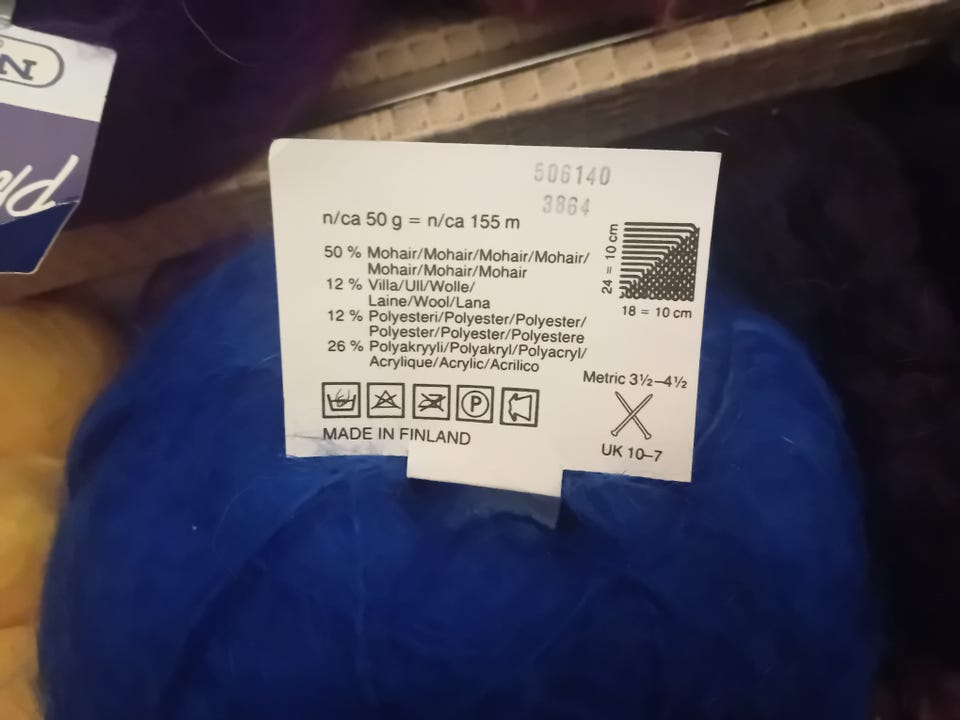 506140
3864
n/ca 50 g = n/ca 155 m
50 % Mohair/Mohair/Mohair/Mohair/
Mohair/Mohair/Mohair
12 % Villa/Ull/Wolle/
Laine/Wool/Lana
12 % Polyesteri/Polyester/Polyester/
Polyester/Polyester/Polyestere
26 % Polyakryyli/Polyakryl/Polyacryl/
Acrylique/Acrylic/Acrilico
24 = 10 cm
18 = 10 cm
Metric 3½–4½
UK 10–7
P
MADE IN FINLAND